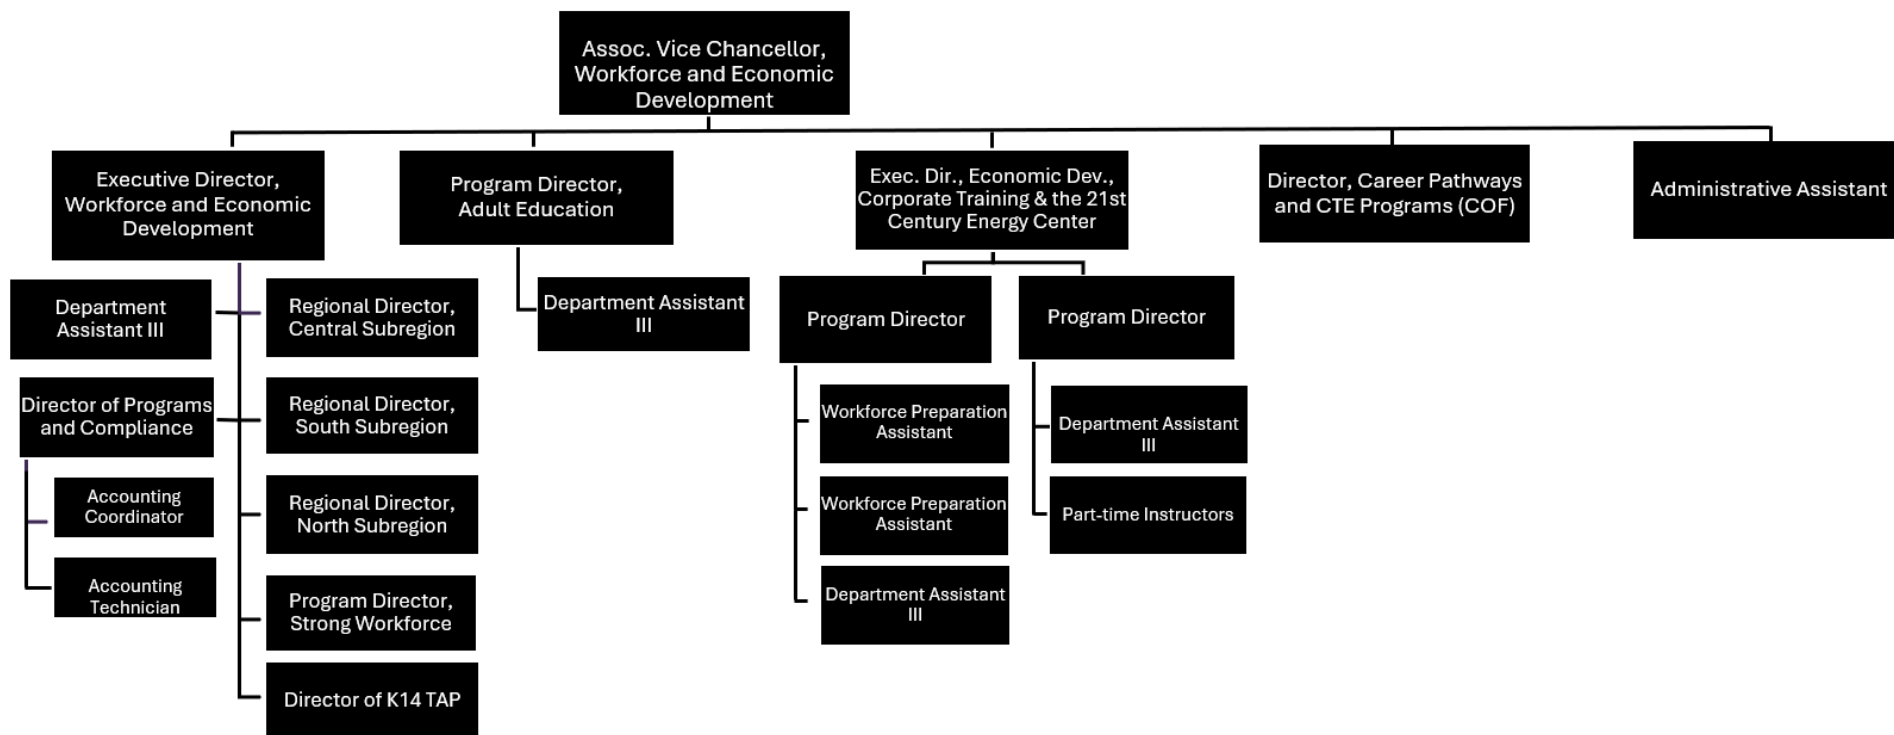 Assoc. Vice Chancellor,
Workforce and Economic
Development
Executive Director,
Workforce and Economic
Development
Program Director,
Adult Education
Exec. Dir., Economic Dev.,
Corporate Training & the 21st
Century Energy Center
Director, Career Pathways
and CTE Programs (COF)
Administrative Assistant
Department
Assistant III
Regional Director,
Central Subregion
Director of Programs
and Compliance
Regional Director,
South Subregion
Accounting
Coordinator
Accounting
Technician
Regional Director,
North Subregion
Program Director,
Strong Workforce
Director of K14 TAP
Department Assistant
III
Program Director
Workforce Preparation
Assistant
Workforce Preparation
Assistant
Department Assistant
III
Program Director
Department Assistant
III
Part-time Instructors